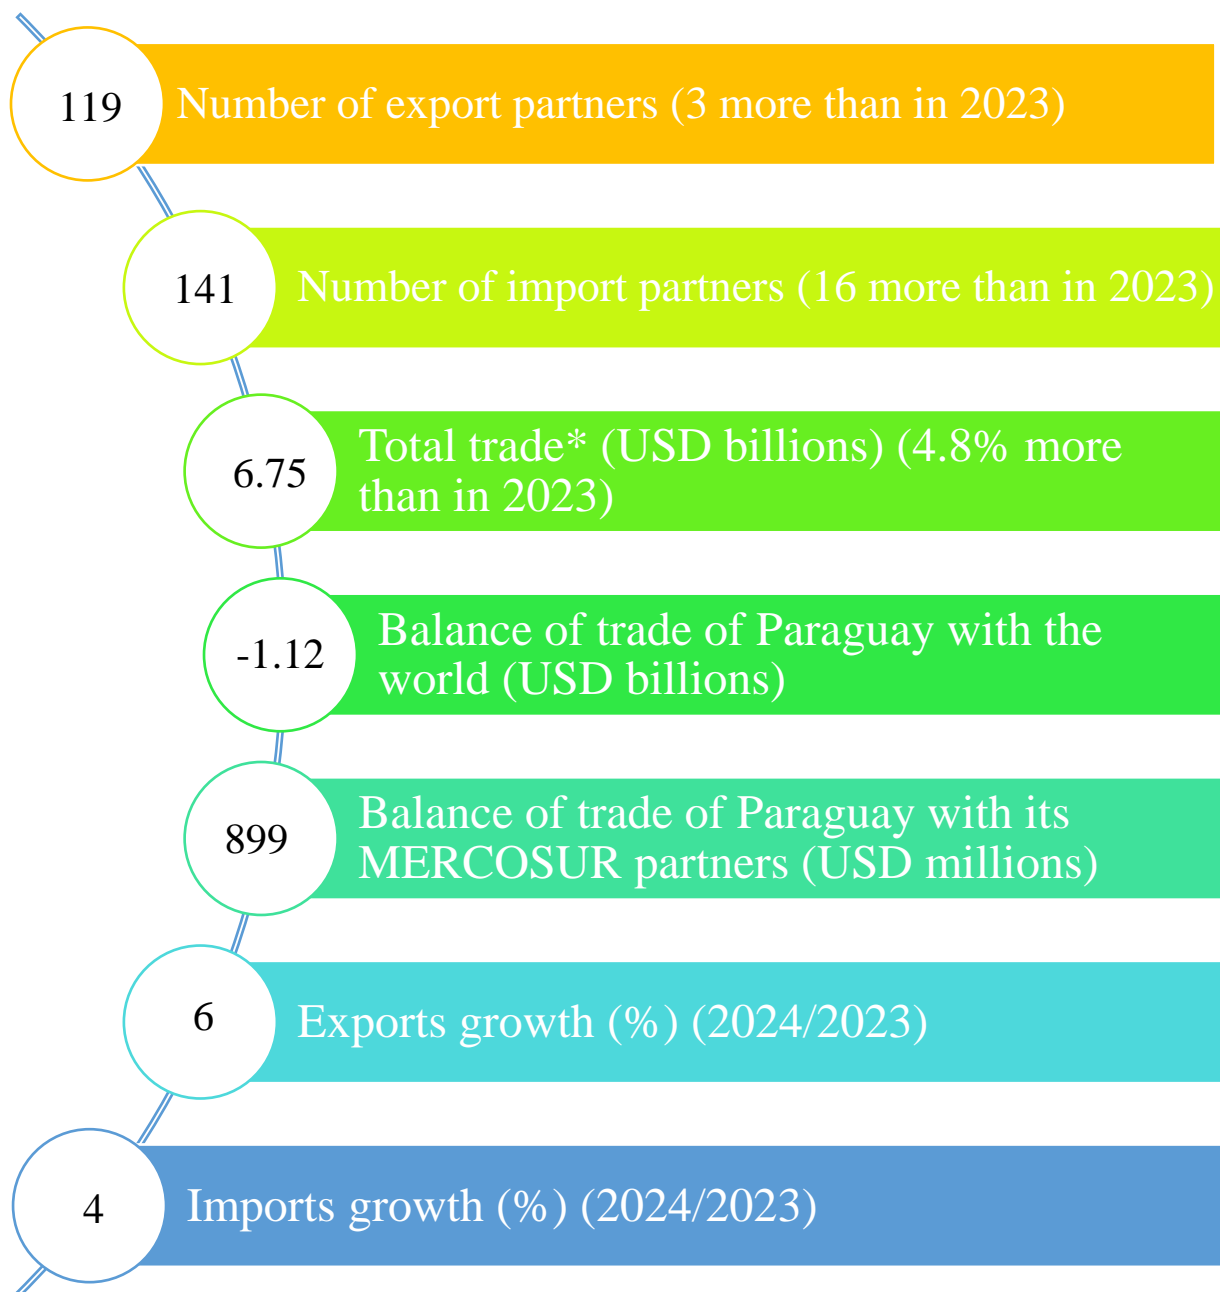 119
Number of export partners (3 more than in 2023)
141
Number of import partners (16 more than in 2023)
6.75
Total trade* (USD billions) (4.8% more
than in 2023)
-1.12
Balance of trade of Paraguay with the
world (USD billions)
899
Balance of trade of Paraguay with its
MERCOSUR partners (USD millions)
6
Exports growth (%) (2024/2023)
4
Imports growth (%) (2024/2023)